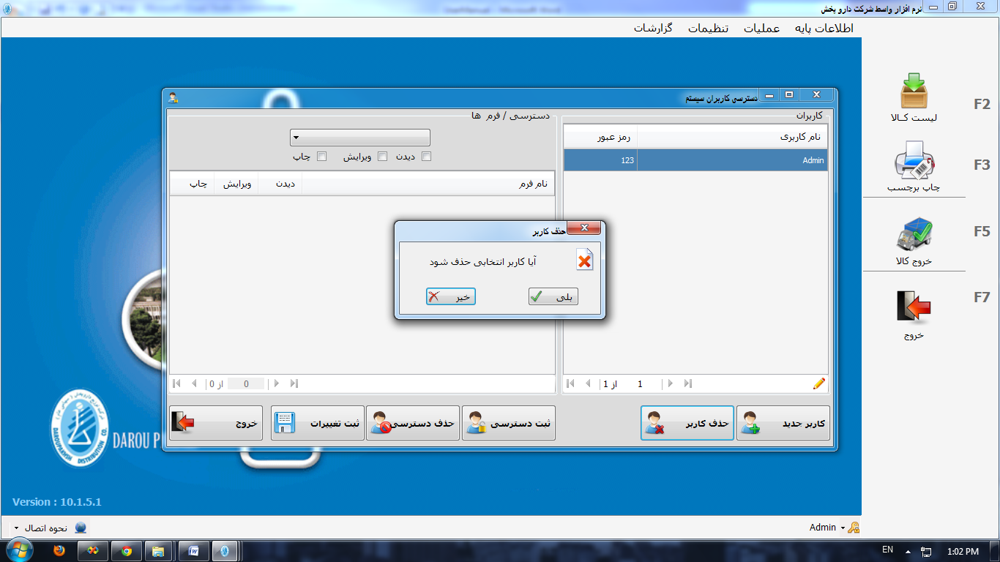 نرم افزار واسط شرکت دارو بخش
اطلاعات پایه
عملیات
تنظیمات
گزارشات
F2
لیست کـالا
F3
چاپ برچسب
F5
خروج کالا
F7
خروج
دسترسی کاربران سیستم
کاربران
نام کاربری
رمز عبور
Admin
123
1 از 1
دسترسی / فرم ها
دیدن
ویرایش
چاپ
نام فرم
دیدن
ویرایش
چاپ
0 از 0
حذف کاربر
آیا کاربر انتخابی حذف شود
بلی
خیر
کاربر جدید
حذف کاربر
ثبت دسترسی
حذف دسترسی
ثبت تغییرات
خروج
DAROUPAKHSH DISTRIBUTION CO.
DAROU P
Version : 10.1.5.1
Admin
نحوه اتصال
EN
1:02 PM